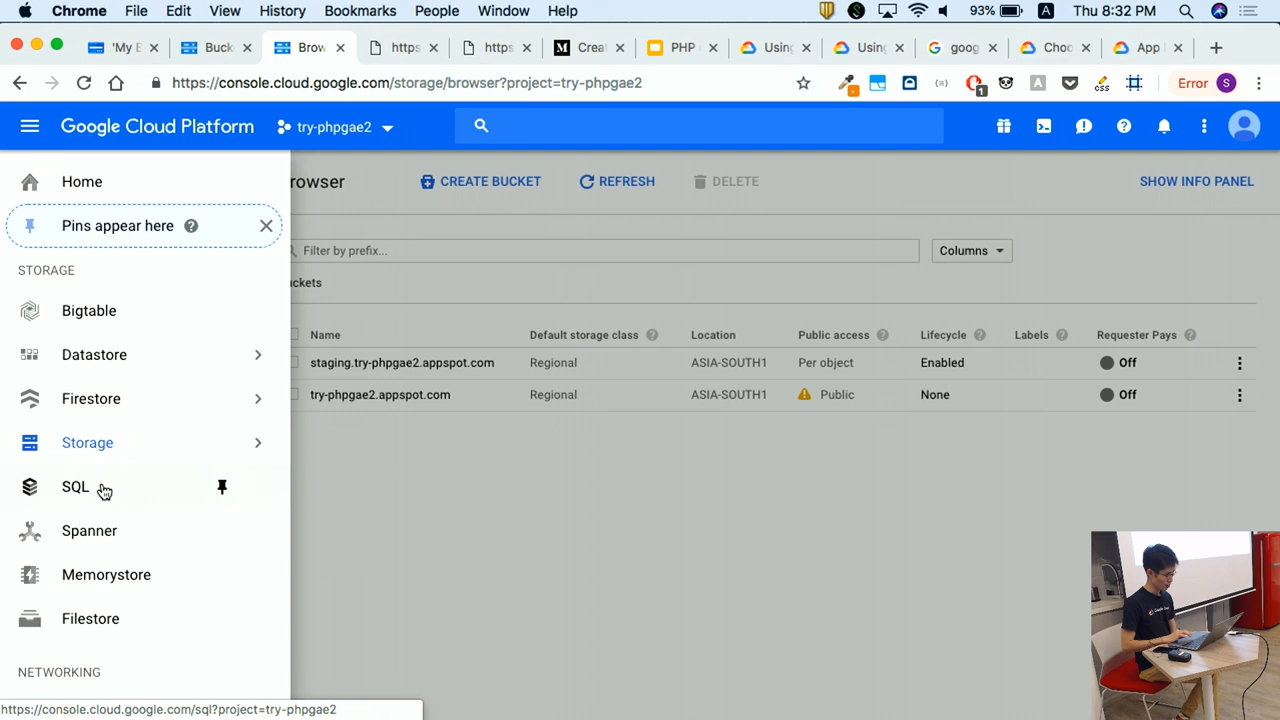 Chrome File Edit View History Bookmarks People Window Help 93% A Thu 8:32 PM
'My E Bucke Brow https https Creat PHP Using Using goog Choo App
https://console.cloud.google.com/storage/browser?project=try-phpgae2 1 A css Error S
Google Cloud Platform try-phpgae2
Home
rowser CREATE BUCKET REFRESH DELETE SHOW INFO PANEL
Pins appear here
Filter by prefix... Columns
STORAGE
uckets
Bigtable
Name Default storage class Location Public access Lifecycle Labels Requester Pays
Datastore
staging.try-phpgae2.appspot.com Regional ASIA-SOUTH1 Per object Enabled Off
try-phpgae2.appspot.com Regional ASIA-SOUTH1 Public None Off
Firestore
Storage
SQL
Spanner
Memorystore
Filestore
NETWORKING
https://console.cloud.google.com/sql?project=try-phpgae2